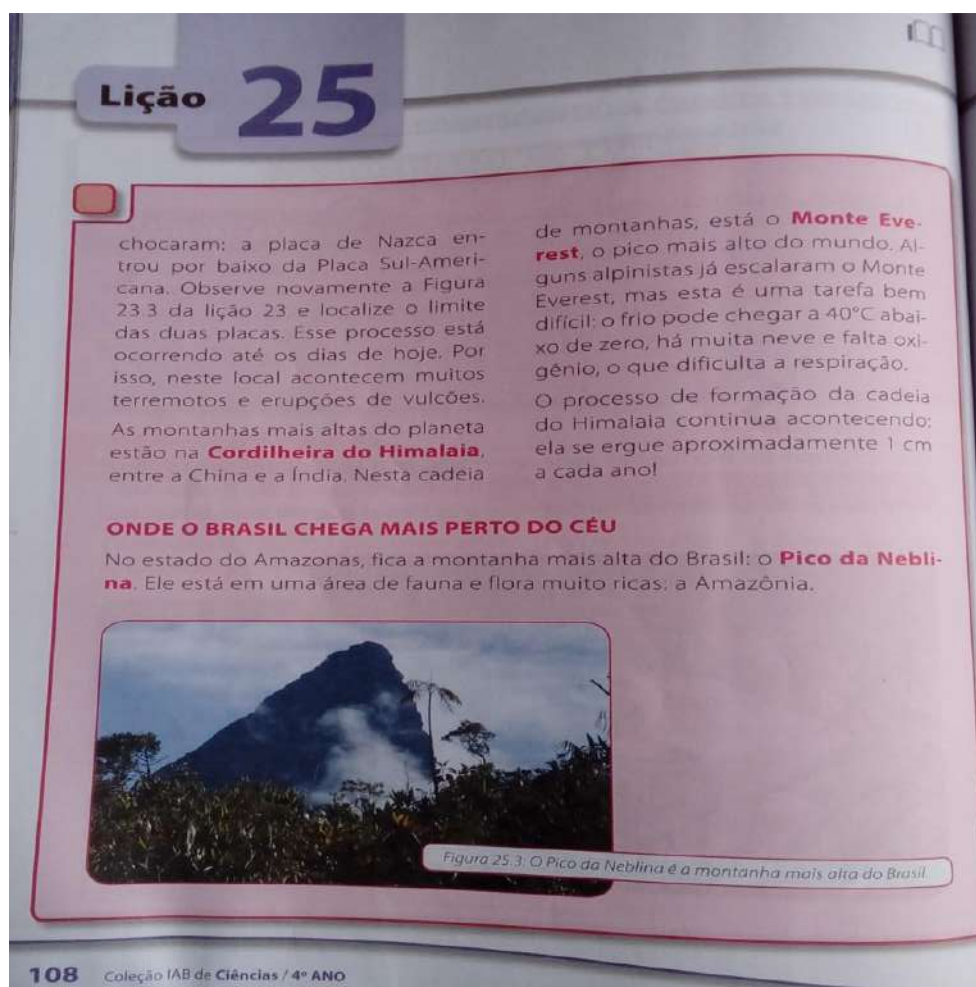 Lição 25
chocaram: a placa de Nazca en-
trou por baixo da Placa Sul-Ameri-
cana. Observe novamente a Figura
23.3 da lição 23 e localize o limite
das duas placas. Esse processo está
ocorrendo até os dias de hoje. Por
isso, neste local acontecem muitos
terremotos e erupções de vulcões.
As montanhas mais altas do planeta
estão na Cordilheira do Himalaia,
entre a China e a Índia. Nesta cadeia
de montanhas, está o Monte Eve-
rest, o pico mais alto do mundo. Al-
guns alpinistas já escalaram o Monte
Everest, mas esta é uma tarefa bem
difícil: o frio pode chegar a 40°C abai-
xo de zero, há muita neve e falta oxi-
gênio, o que dificulta a respiração.
O processo de formação da cadeia
do Himalaia continua acontecendo:
ela se ergue aproximadamente 1 cm
a cada ano!
ONDE O BRASIL CHEGA MAIS PERTO DO CÉU
No estado do Amazonas, fica a montanha mais alta do Brasil: o Pico da Nebli-
na. Ele está em uma área de fauna e flora muito ricas: a Amazônia.
Figura 25.3: O Pico da Neblina é a montanha mais alta do Brasil.
108 Coleção IAB de Ciências / 4º ANO